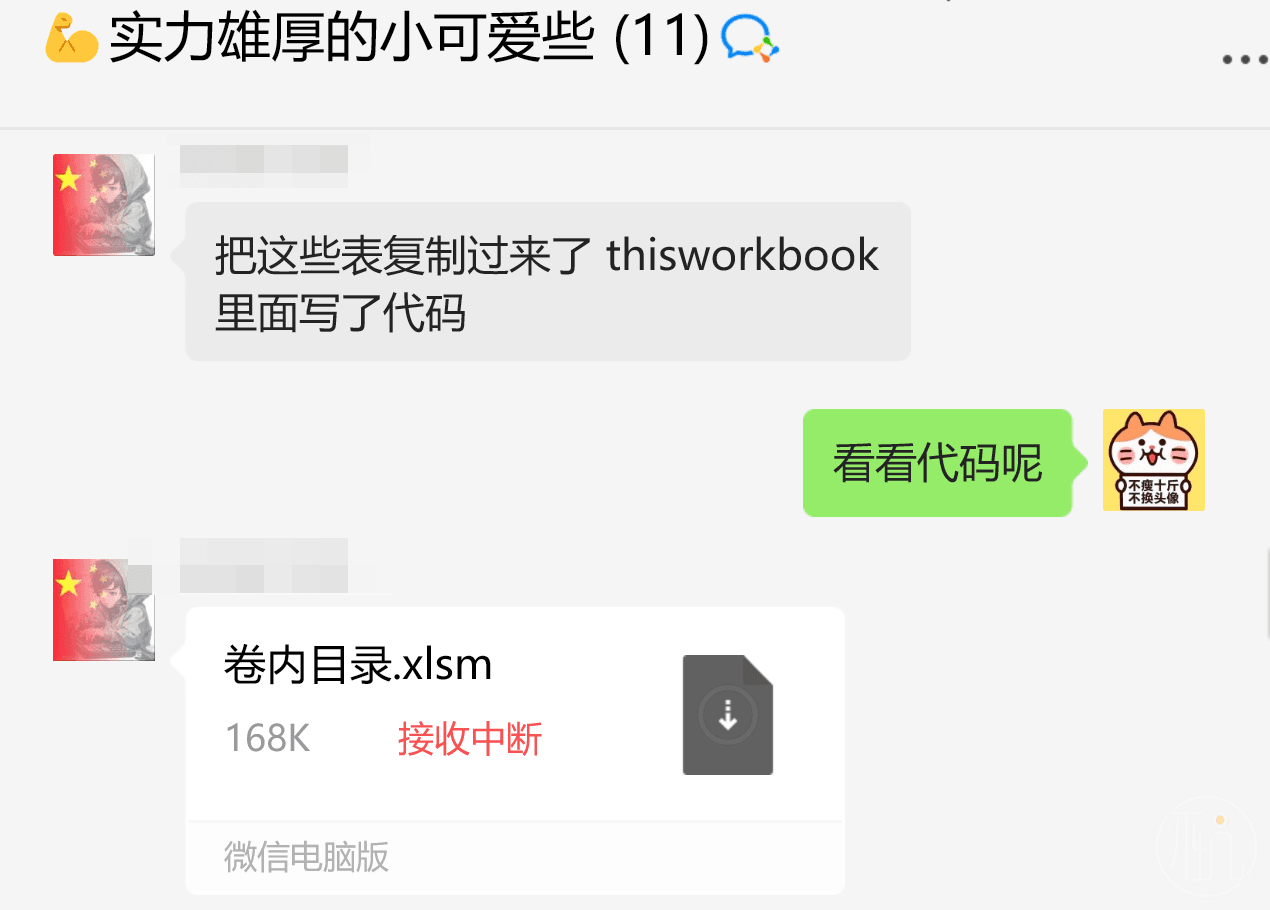 💪实力雄厚的小可爱些 (11)
把这些表复制过来了 thisworkbook
里面写了代码
看看代码呢
不瘦十斤
不换头像
卷内目录.xlsm
168K 接收中断
微信电脑版